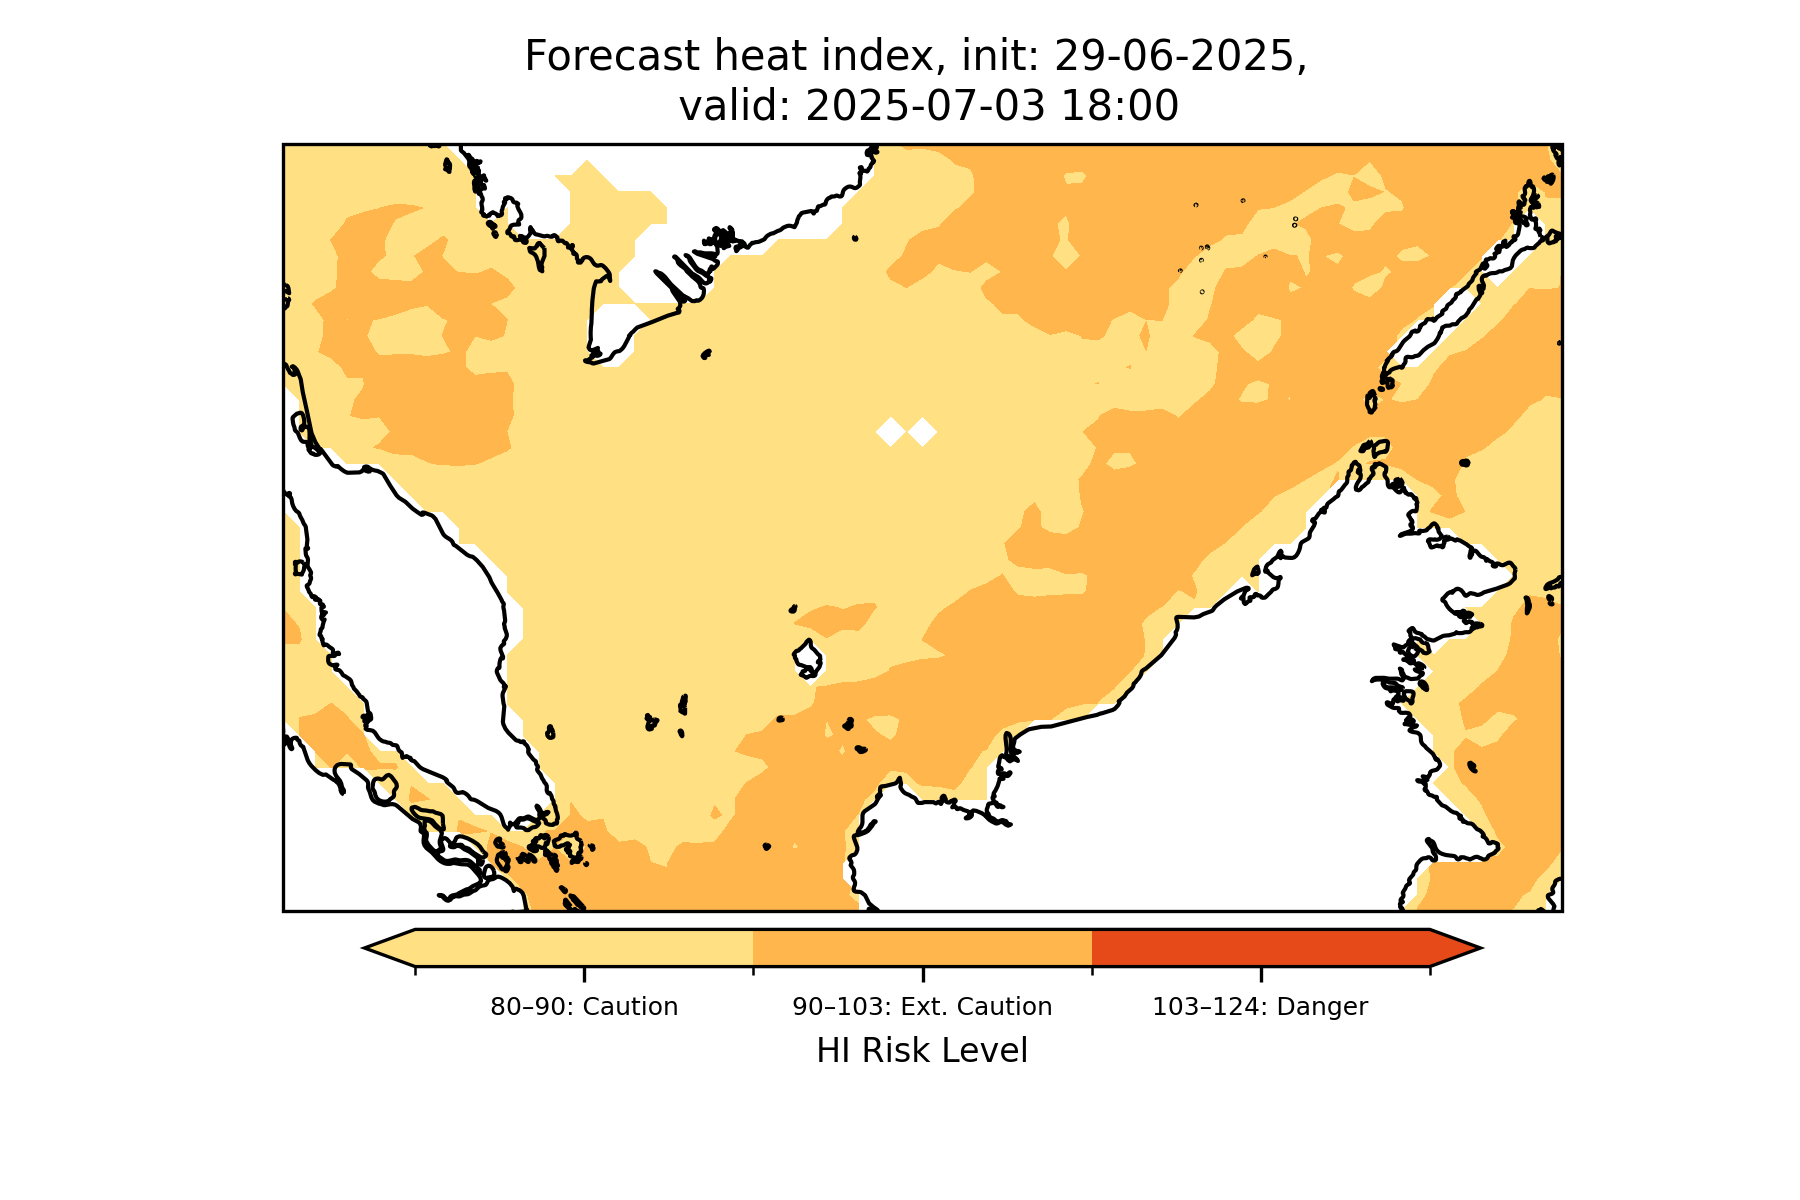 Forecast heat index, init: 29-06-2025,
valid: 2025-07-03 18:00
80–90: Caution
90–103: Ext. Caution
103–124: Danger
HI Risk Level